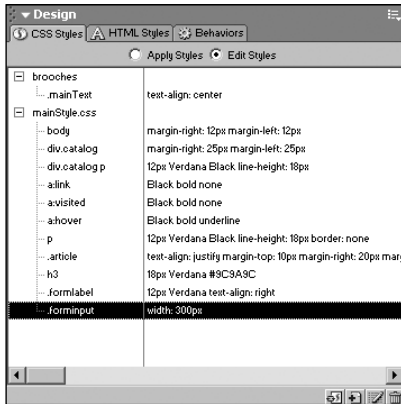 Design
CSS Styles HTML Styles Behaviors
Apply Styles Edit Styles
brooches
.mainText text-align: center
mainStyle.css
body margin-right: 12px margin-left: 12px
div.catalog margin-right: 25px margin-left: 25px
div.catalog p 12px Verdana Black line-height: 18px
a:link Black bold none
a:visited Black bold none
a:hover Black bold underline
p 12px Verdana Black line-height: 18px border: none
.article text-align: justify margin-top: 10px margin-right: 20px mar
h3 18px Verdana #9C9A9C
.formlabel 12px Verdana text-align: right
.forminput width: 300px